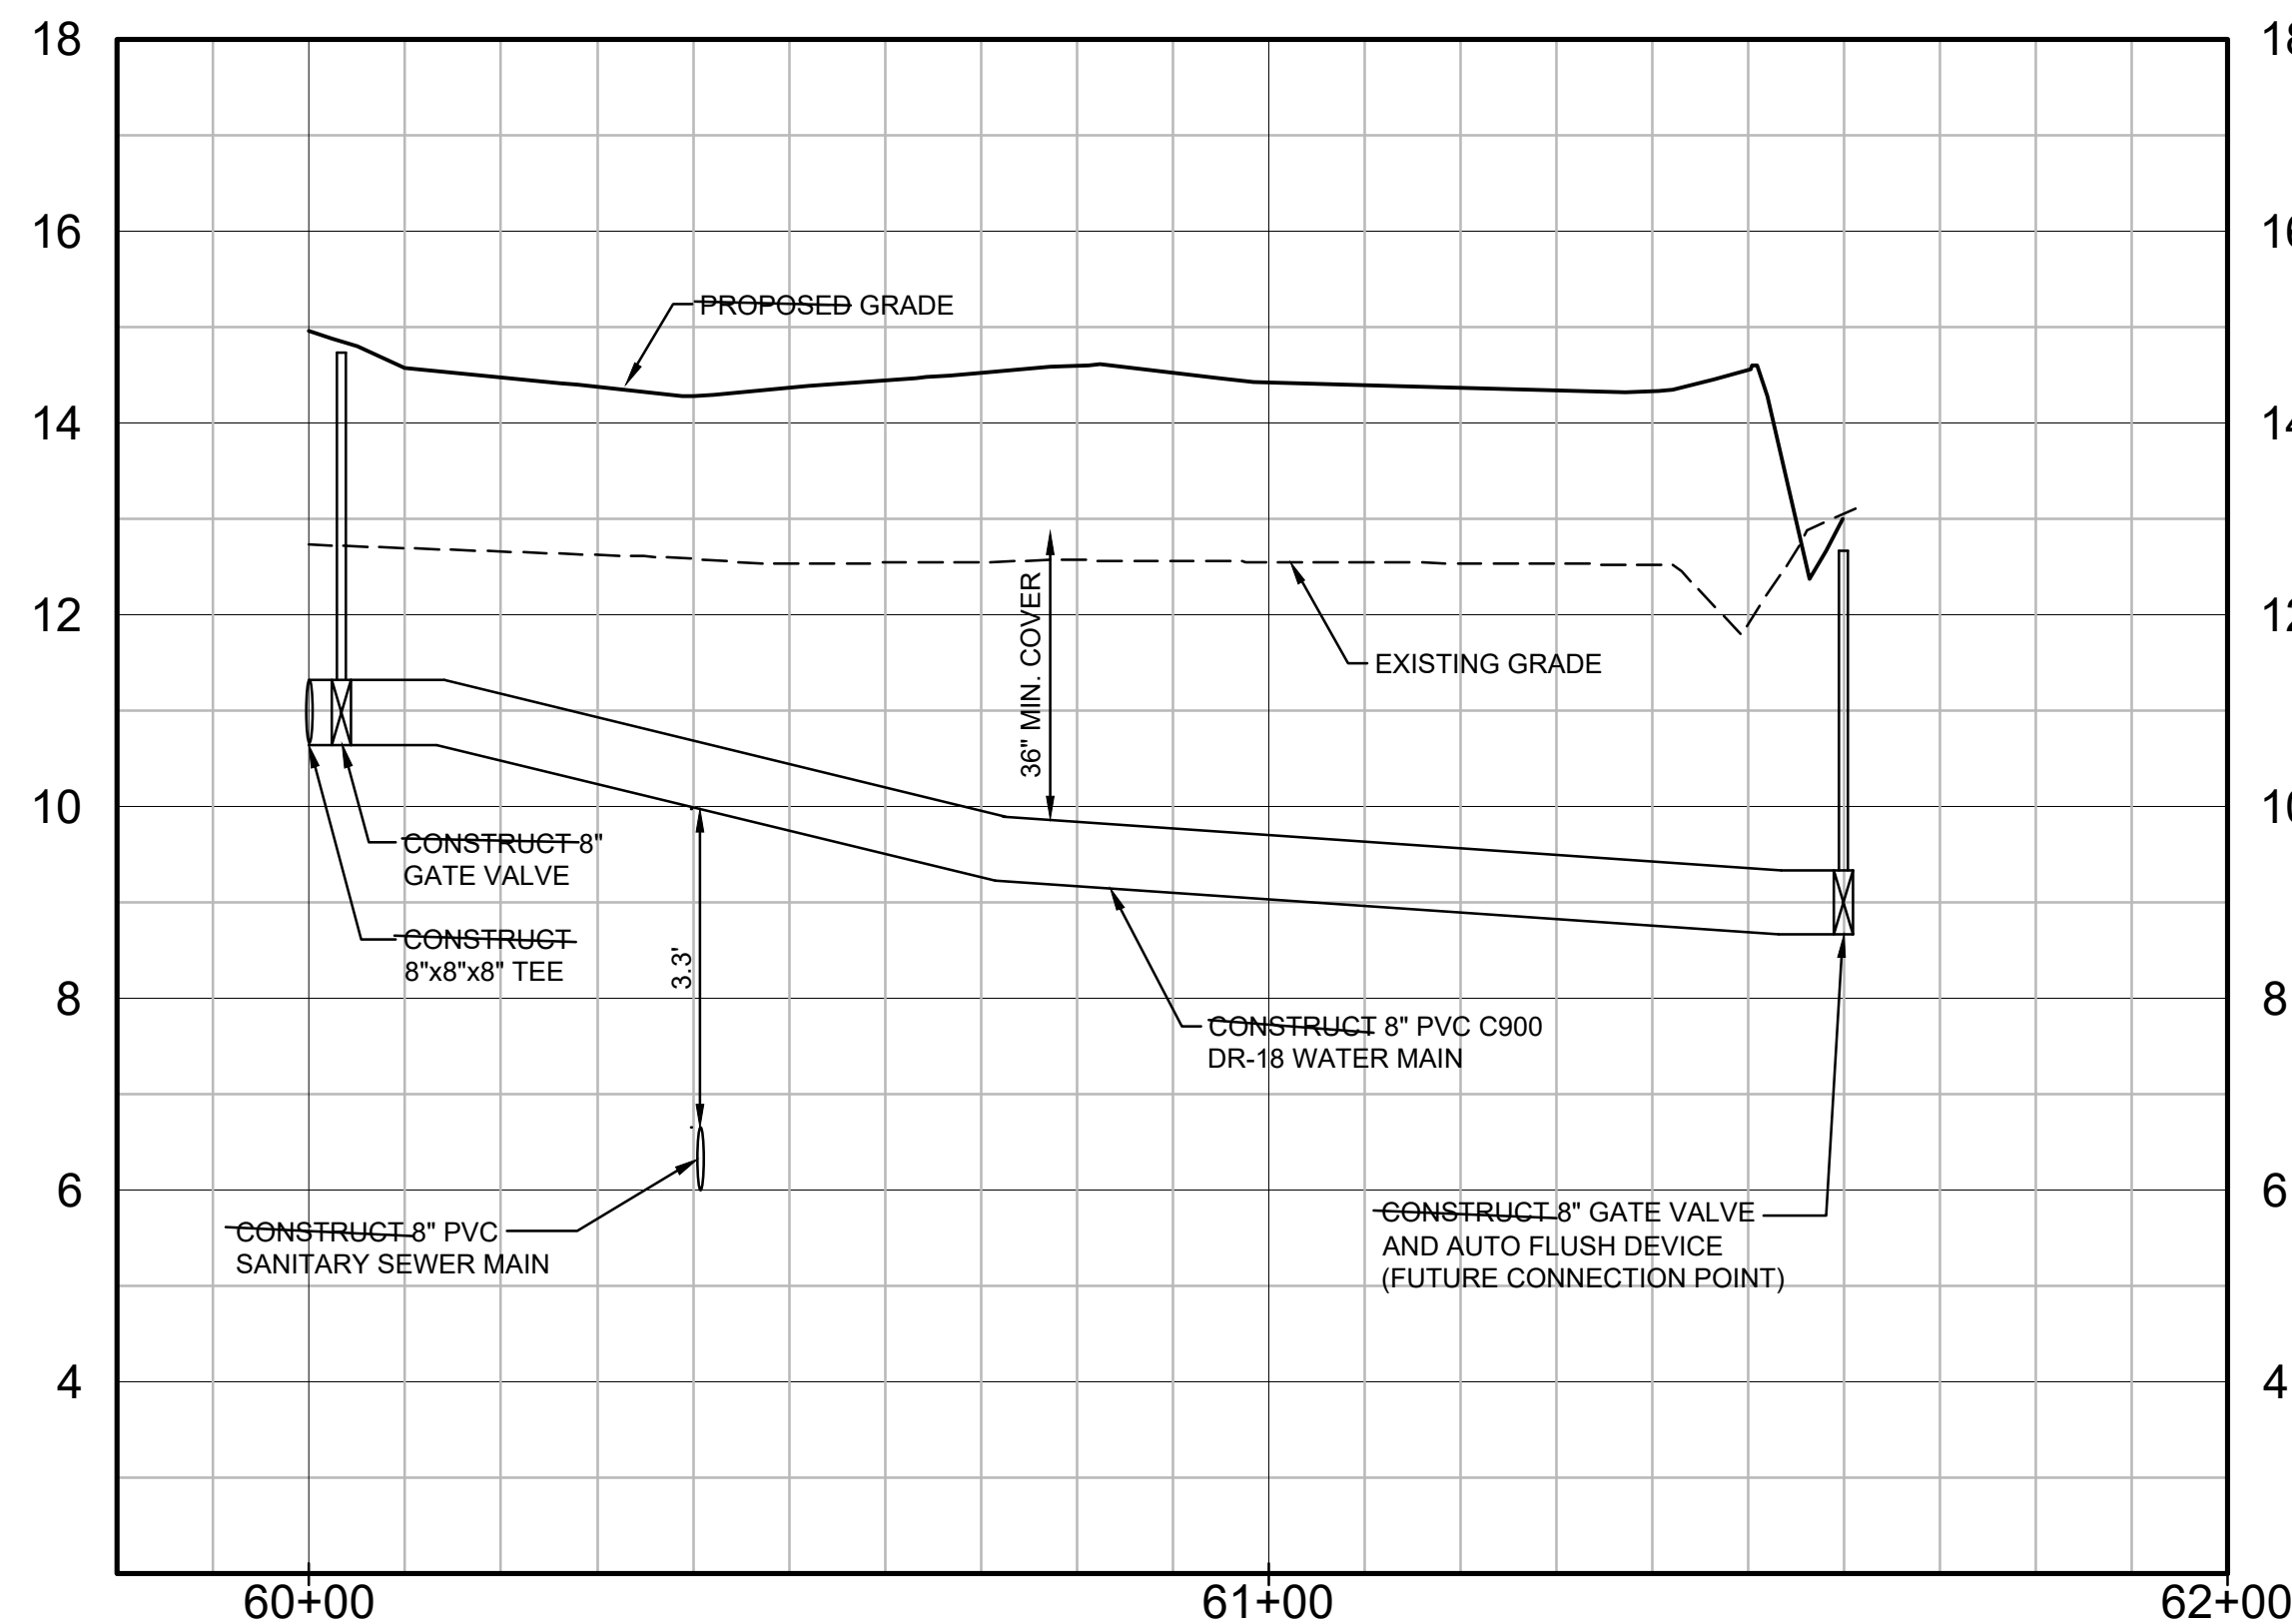 18
18
16
16
PROPOSED GRADE
14
14
12
12
36" MIN. COVER
EXISTING GRADE
10
10
CONSTRUCT 8"
GATE VALVE
CONSTRUCT
8"x8"x8" TEE
3.3'
8
8
CONSTRUCT 8" PVC C900
DR-18 WATER MAIN
6
6
CONSTRUCT 8" PVC
SANITARY SEWER MAIN
CONSTRUCT 8" GATE VALVE
AND AUTO FLUSH DEVICE
(FUTURE CONNECTION POINT)
4
4
60+00
61+00
62+00